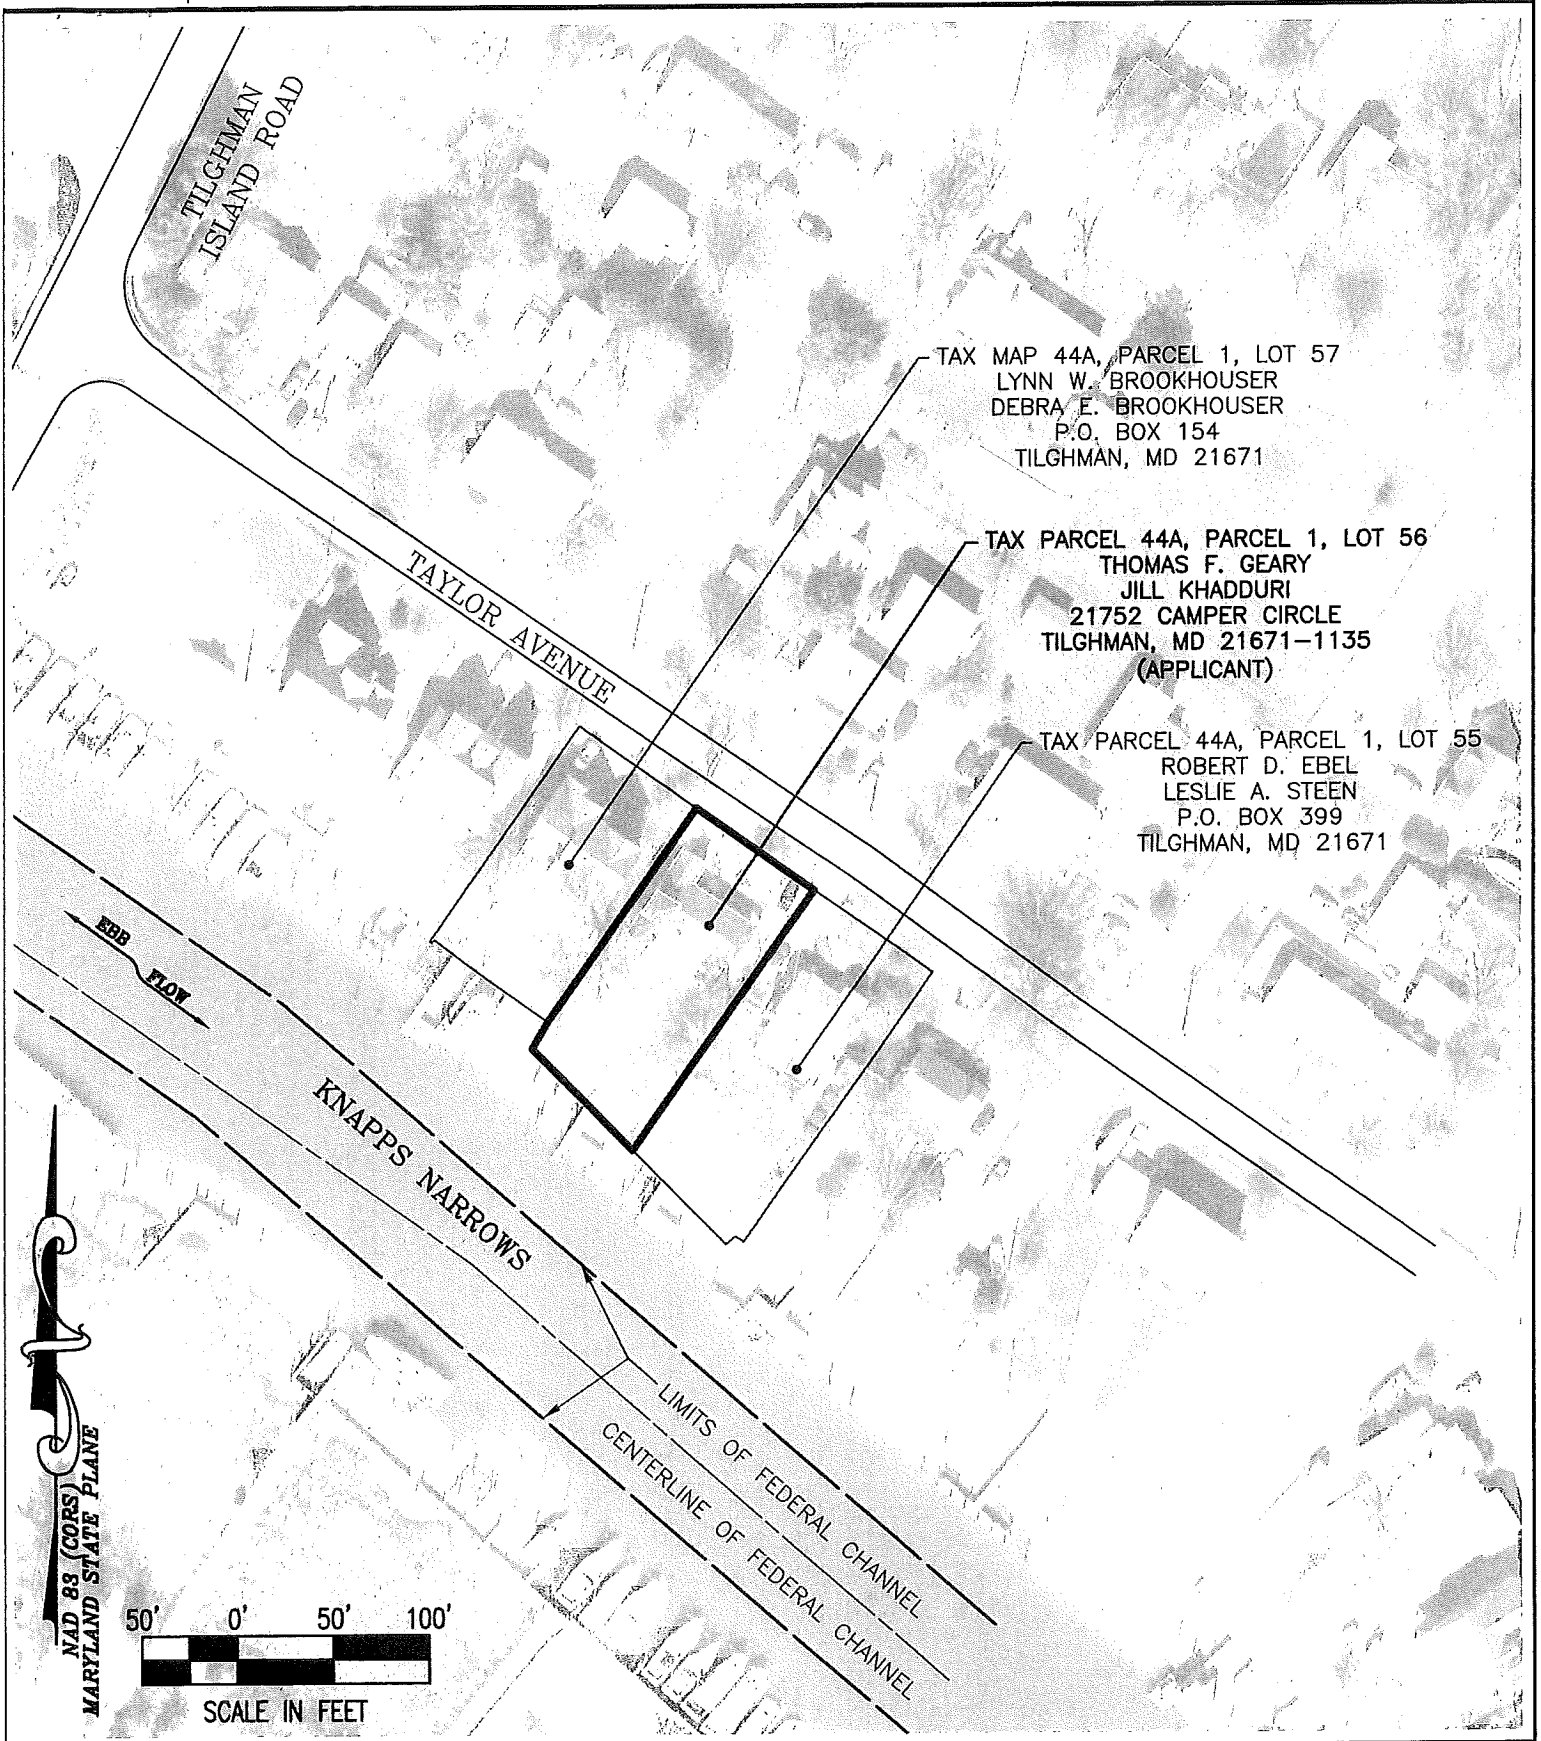 TILGHMAN
ISLAND ROAD
TAX MAP 44A, PARCEL 1, LOT 57
LYNN W. BROOKHOUSER
DEBRA E. BROOKHOUSER
P.O. BOX 154
TILGHMAN, MD 21671
TAX PARCEL 44A, PARCEL 1, LOT 56
THOMAS F. GEARY
JILL KHADDURI
21752 CAMPER CIRCLE
TILGHMAN, MD 21671-1135
(APPLICANT)
TAYLOR AVENUE
TAX PARCEL 44A, PARCEL 1, LOT 55
ROBERT D. EBEL
LESLIE A. STEEN
P.O. BOX 399
TILGHMAN, MD 21671
EBB
FLOW
KNAPPS NARROWS
LIMITS OF FEDERAL CHANNEL
CENTERLINE OF FEDERAL CHANNEL
NAD 83 (CORS)
MARYLAND STATE PLANE
50' 0' 50' 100'
SCALE IN FEET